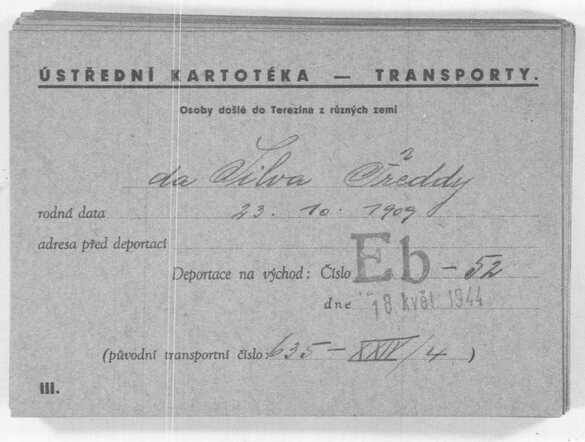 ÚSTŘEDNÍ KARTOTÉKA — TRANSPORTY.
Osoby došlé do Terezína z různých zemí
da Silva Fředdy
rodná data 23. 10. 1909
adresa před deportací
Deportace na východ: Číslo Eb - 52
dne 18. květ. 1944
(původní transportní číslo: 635 - XXIV/4)
III.